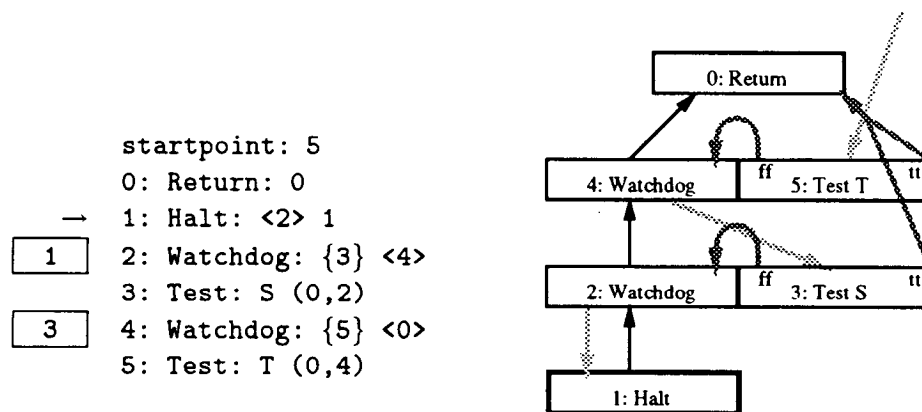 startpoint: 5
0: Return: 0
→ 1: Halt: <2> 1
1 2: Watchdog: {3} <4>
3: Test: S (0,2)
3 4: Watchdog: {5} <0>
5: Test: T (0,4)
0: Return
ff tt
4: Watchdog 5: Test T
ff tt
2: Watchdog 3: Test S
1: Halt